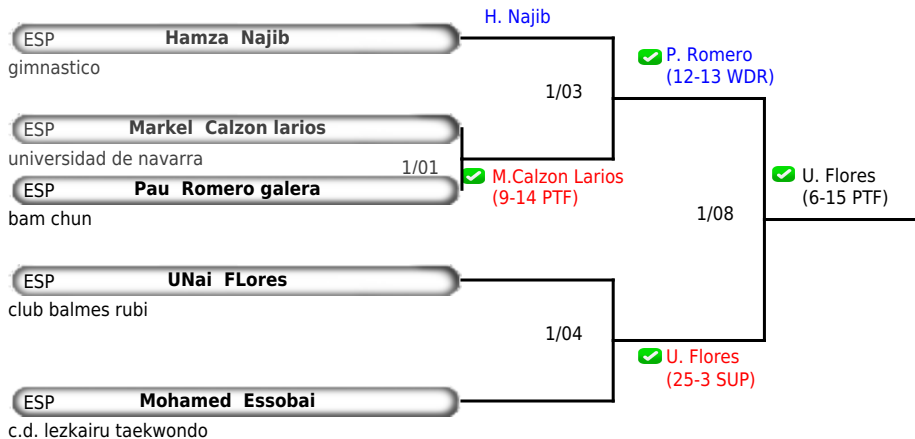 H. Najib
ESP Hamza Najib
gimnastico
P. Romero
(12-13 WDR)
1/03
ESP Markel Calzon larios
universidad de navarra
1/01
M.Calzon Larios
(9-14 PTF)
ESP Pau Romero galera
bam chun
U. Flores
(6-15 PTF)
1/08
ESP UNai FLores
club balmes rubi
1/04
U. Flores
(25-3 SUP)
ESP Mohamed Essobai
c.d. lezkairu taekwondo